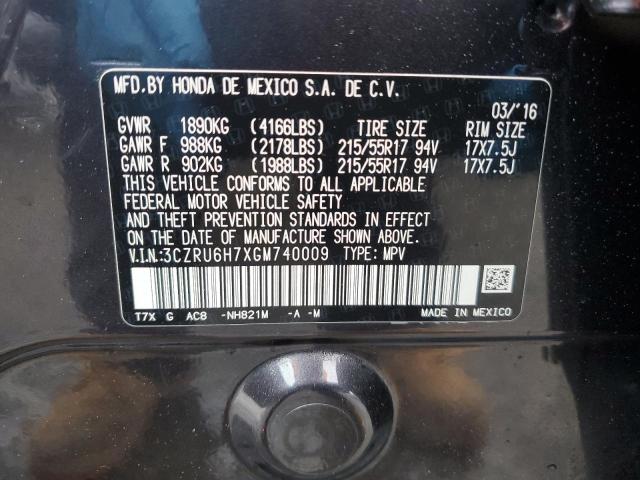 MFD.BY HONDA DE MEXICO S.A. DE C.V.
03/'16
GVWR 1890KG (4166LBS) TIRE SIZE RIM SIZE
GAWR F 988KG (2178LBS) 215/55R17 94V 17X7.5J
GAWR R 902KG (1988LBS) 215/55R17 94V 17X7.5J
THIS VEHICLE CONFORMS TO ALL APPLICABLE
FEDERAL MOTOR VEHICLE SAFETY
AND THEFT PREVENTION STANDARDS IN EFFECT
ON THE DATE OF MANUFACTURE SHOWN ABOVE.
V.I.N.:3CZRU6H7XGM740009 TYPE: MPV
T7X G AC8 -NH821M -A -M MADE IN MEXICO